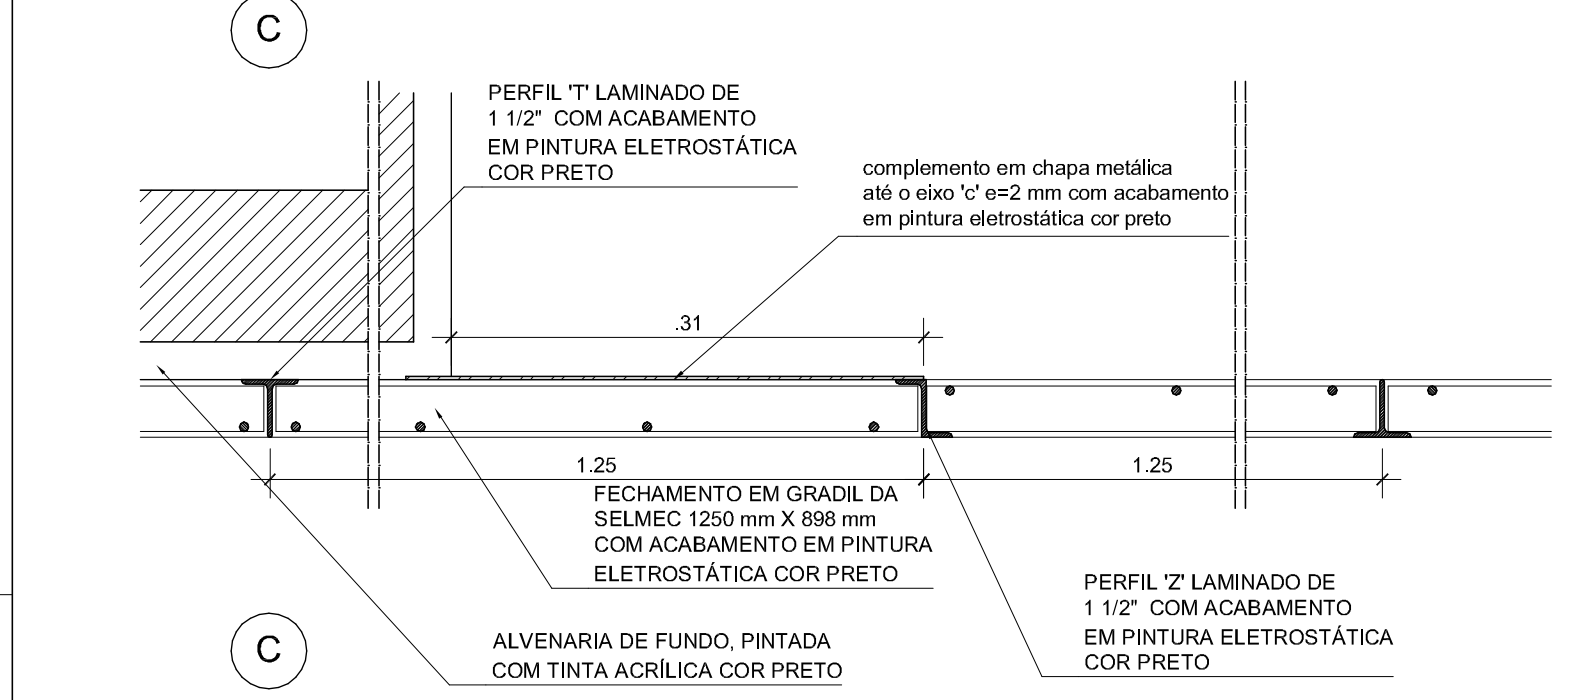 C
PERFIL 'T' LAMINADO DE
1 1/2" COM ACABAMENTO
EM PINTURA ELETROSTÁTICA
COR PRETO
complemento em chapa metálica
até o eixo 'c' e=2 mm com acabamento
em pintura eletrostática cor preto
.31
1.25
1.25
FECHAMENTO EM GRADIL DA
SELMEC 1250 mm X 898 mm
COM ACABAMENTO EM PINTURA
ELETROSTÁTICA COR PRETO
PERFIL 'Z' LAMINADO DE
1 1/2" COM ACABAMENTO
EM PINTURA ELETROSTÁTICA
COR PRETO
C
ALVENARIA DE FUNDO, PINTADA
COM TINTA ACRÍLICA COR PRETO